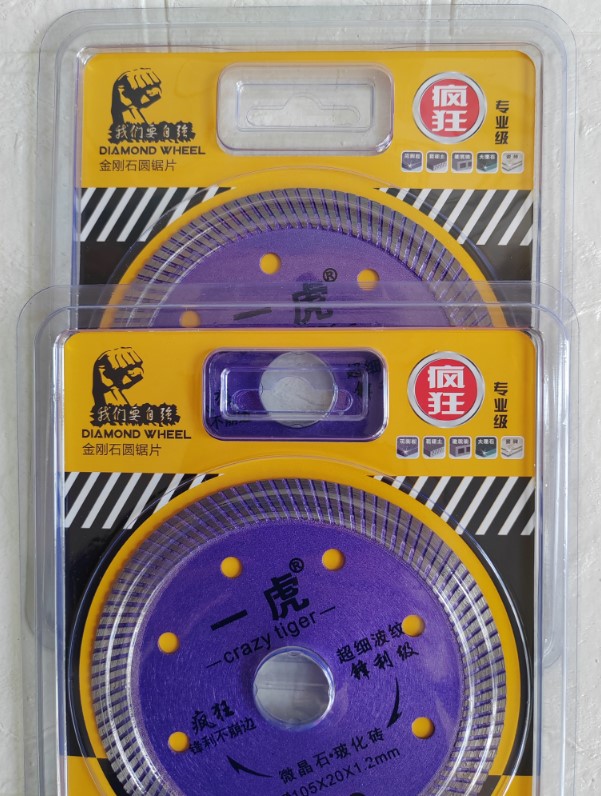 我们要自强
DIAMOND WHEEL
金刚石圆锯片
疯狂
专业级
一虎®
我们要自强
DIAMOND WHEEL
金刚石圆锯片
疯狂
专业级
大理石
一虎®
crazy tiger
超细波纹
锋利级
疯狂
锋利不崩边
微晶石·玻化砖
105X20X1.2mm